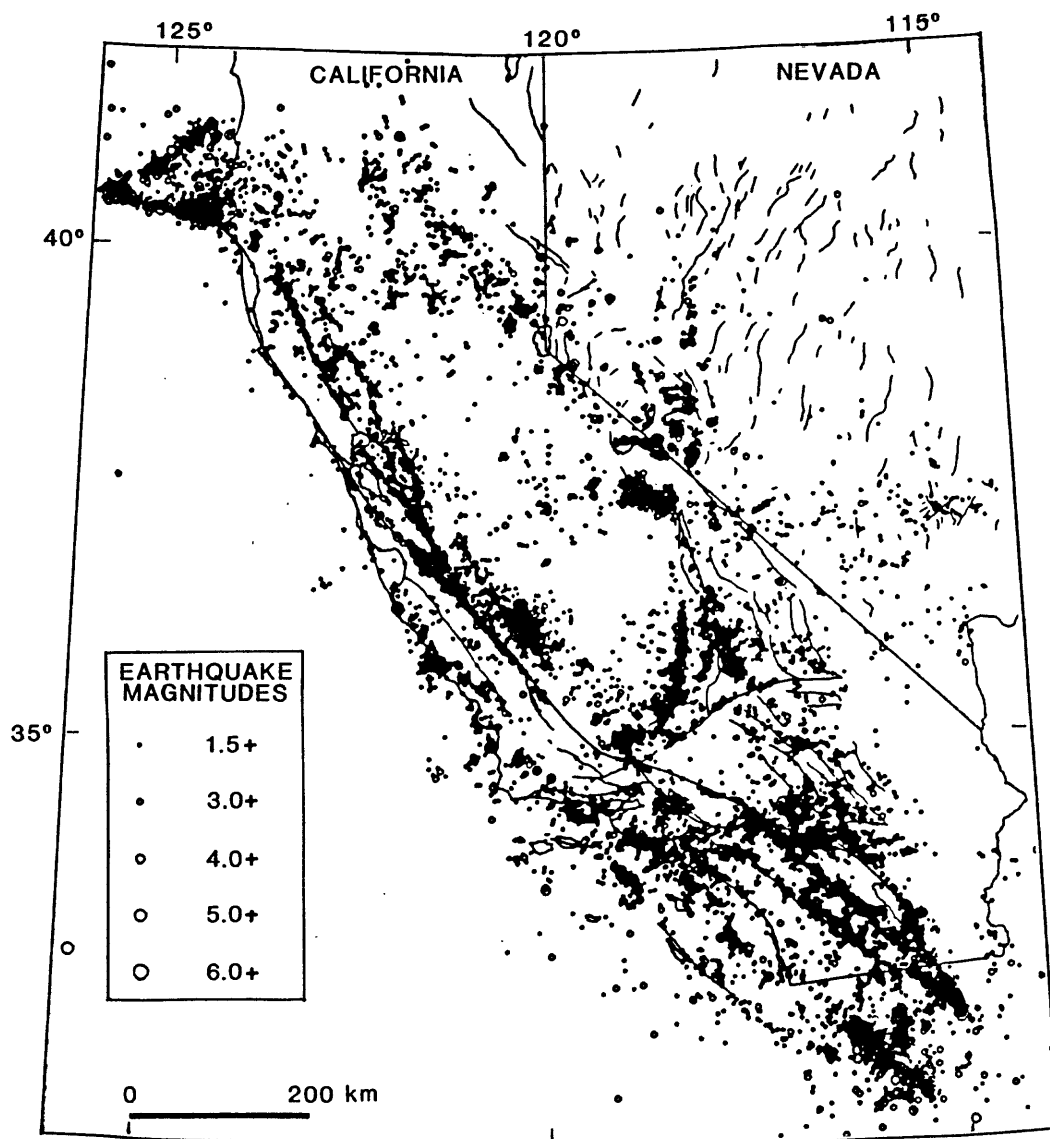 125°
120°
115°
CALIFORNIA
NEVADA
40°
35°
EARTHQUAKE
MAGNITUDES
1.5+
3.0+
4.0+
5.0+
6.0+
0 200 km